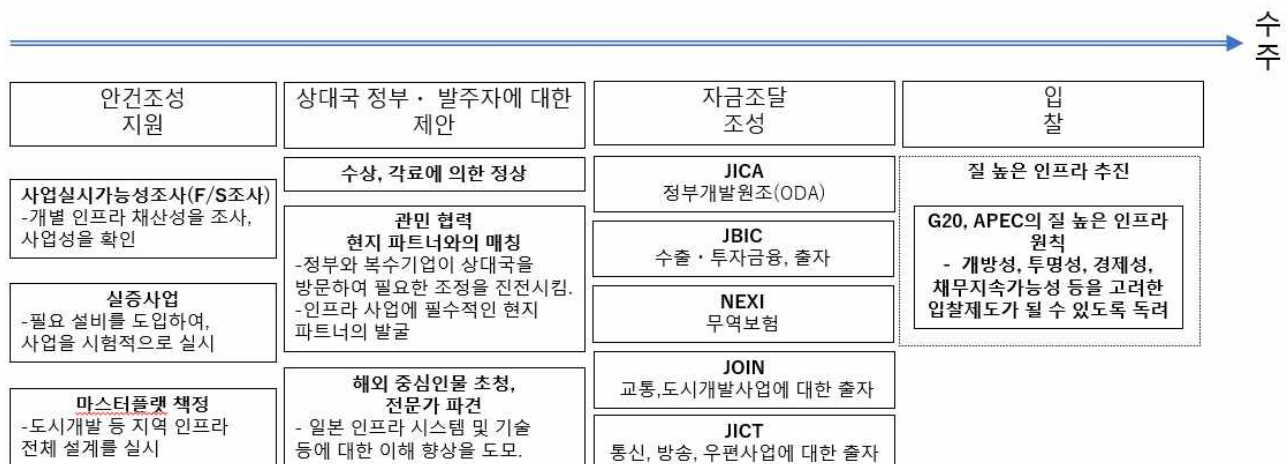 수
주
안건조성
지원
사업실시가능성조사(F/S조사)
-개별 인프라 채산성을 조사,
사업성을 확인
실증사업
-필요 설비를 도입하여,
사업을 시험적으로 실시
마스터플랫 책정
-도시개발 등 지역 인프라
전체 설계를 실시
상대국 정부・ 발주자에 대한
제안
수상, 각료에 의한 정상
관민 협력
현지 파트너와의 매칭
-정부와 복수기업이 상대국을
방문하여 필요한 조정을 진전시킴.
-인프라 사업에 필수적인 현지
파트너의 발굴
해외 중심인물 초청,
전문가 파견
- 일본 인프라 시스템 및 기술
등에 대한 이해 향상을 도모.
자금조달
조성
JICA
정부개발원조(ODA)
JBIC
수출・투자금융, 출자
NEXI
무역보험
JOIN
교통,도시개발사업에 대한 출자
JICT
통신, 방송, 우편사업에 대한 출자
입
찰
질 높은 인프라 추진
G20, APEC의 질 높은 인프라
원칙
- 개방성, 투명성, 경제성,
채무지속가능성 등을 고려한
입찰제도가 될 수 있도록 독려